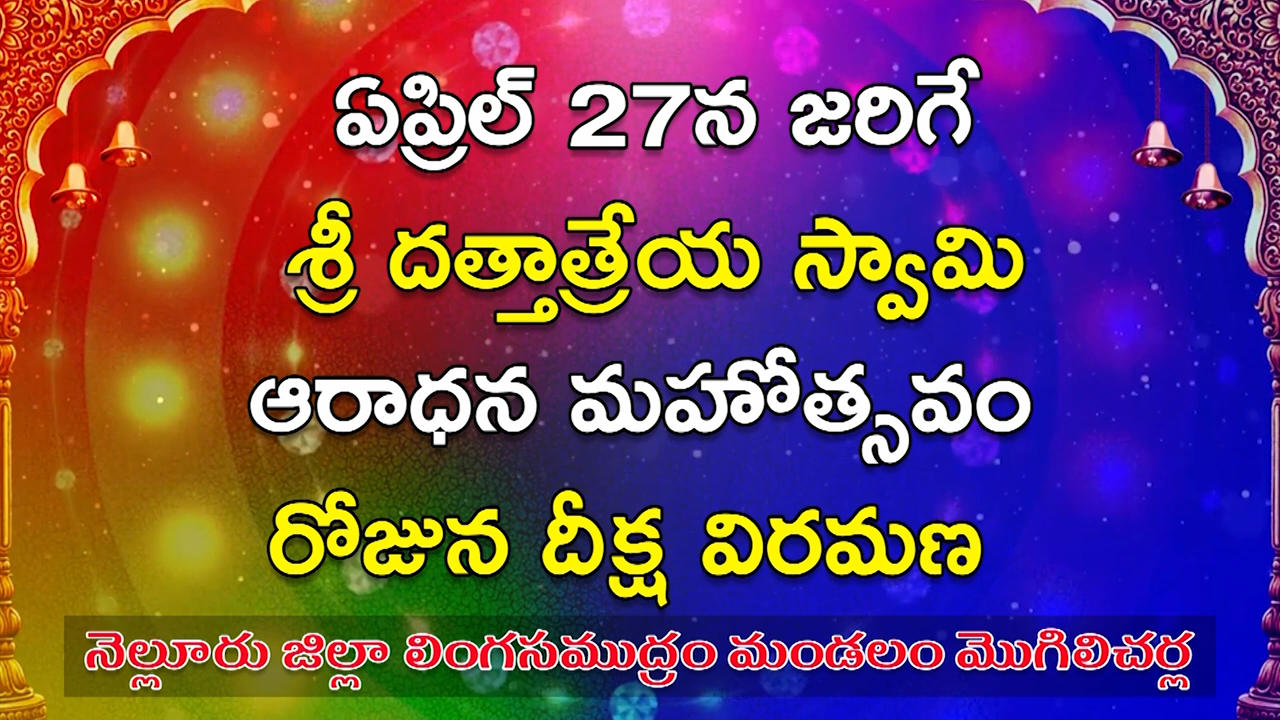 ఏప్రిల్ 27న జరిగే
శ్రీ దత్తాత్రేయ స్వామి
ఆరాధన మహోత్సవం
రోజున దీక్ష విరమణ
నెల్లూరు జిల్లా లింగసముద్రం మండలం మొగిలిచర్ల